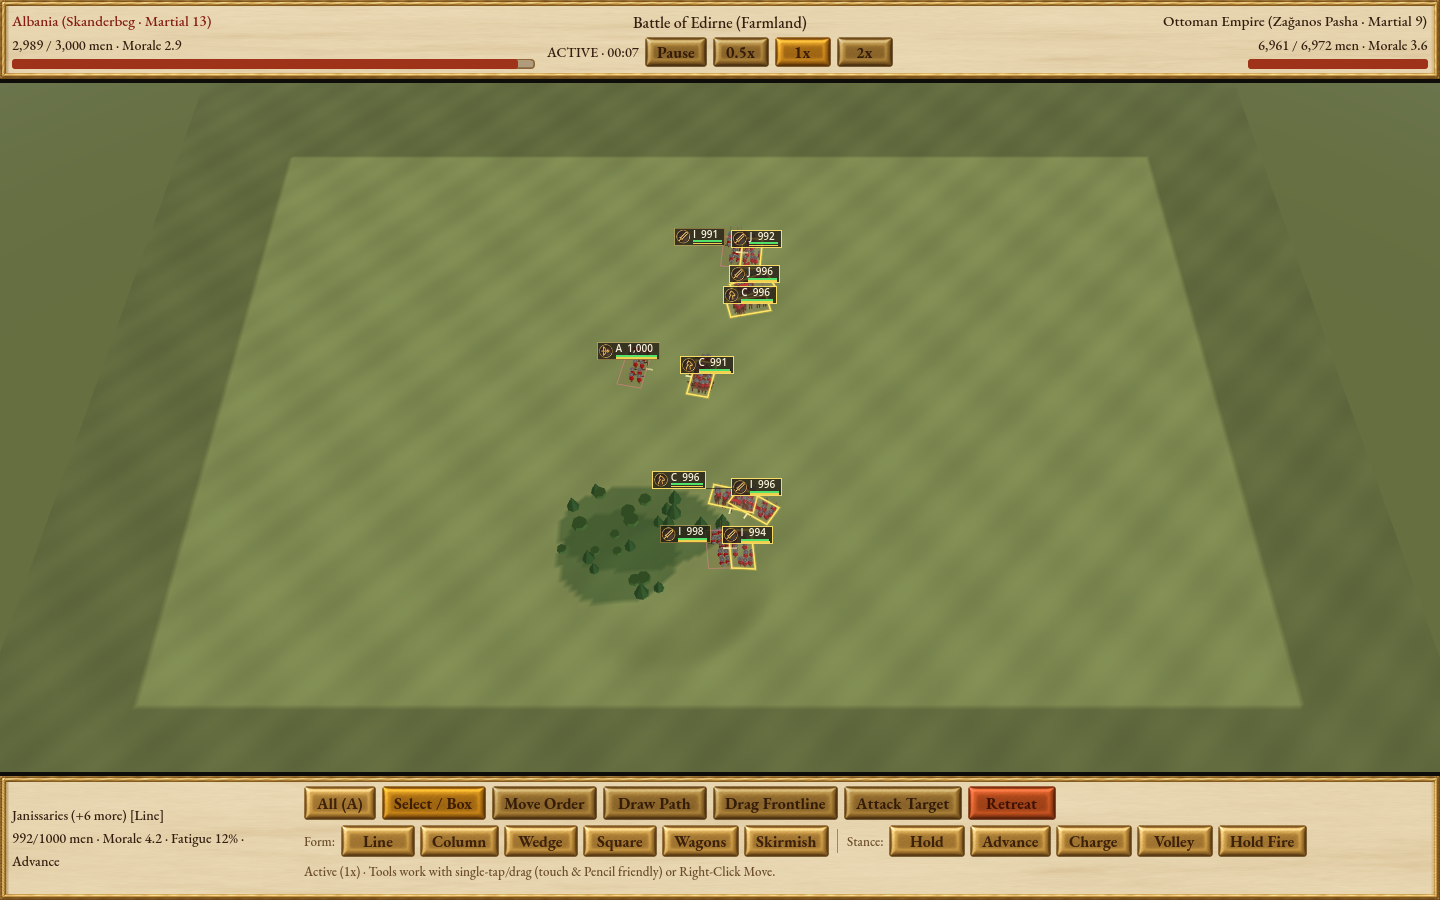 Albania (Skanderbeg · Martial 13)
2,989 / 3,000 men · Morale 2.9
Battle of Edirne (Farmland)
ACTIVE · 00:07
Pause
0.5x
1x
2x
Ottoman Empire (Zağanos Pasha · Martial 9)
6,961 / 6,972 men · Morale 3.6
I 991
J 992
J 996
C 996
A 1,000
C 991
C 996
I 996
I 998
I 994
Janissaries (+6 more) [Line]
992/1000 men · Morale 4.2 · Fatigue 12% ·
Advance
All (A)
Select / Box
Move Order
Draw Path
Drag Frontline
Attack Target
Retreat
Form:
Line
Column
Wedge
Square
Wagons
Skirmish
Stance:
Hold
Advance
Charge
Volley
Hold Fire
Active (1x) · Tools work with single-tap/drag (touch & Pencil friendly) or Right-Click Move.